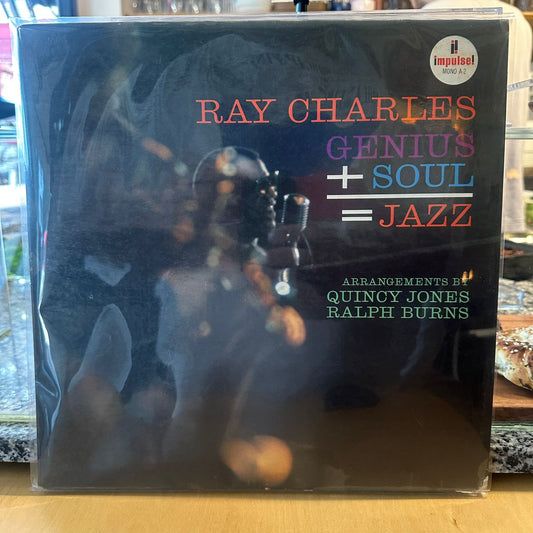 impulse!
MONO A-2
RAY CHARLES
GENIUS
+ SOUL
= JAZZ
ARRANGEMENTS BY
QUINCY JONES
RALPH BURNS